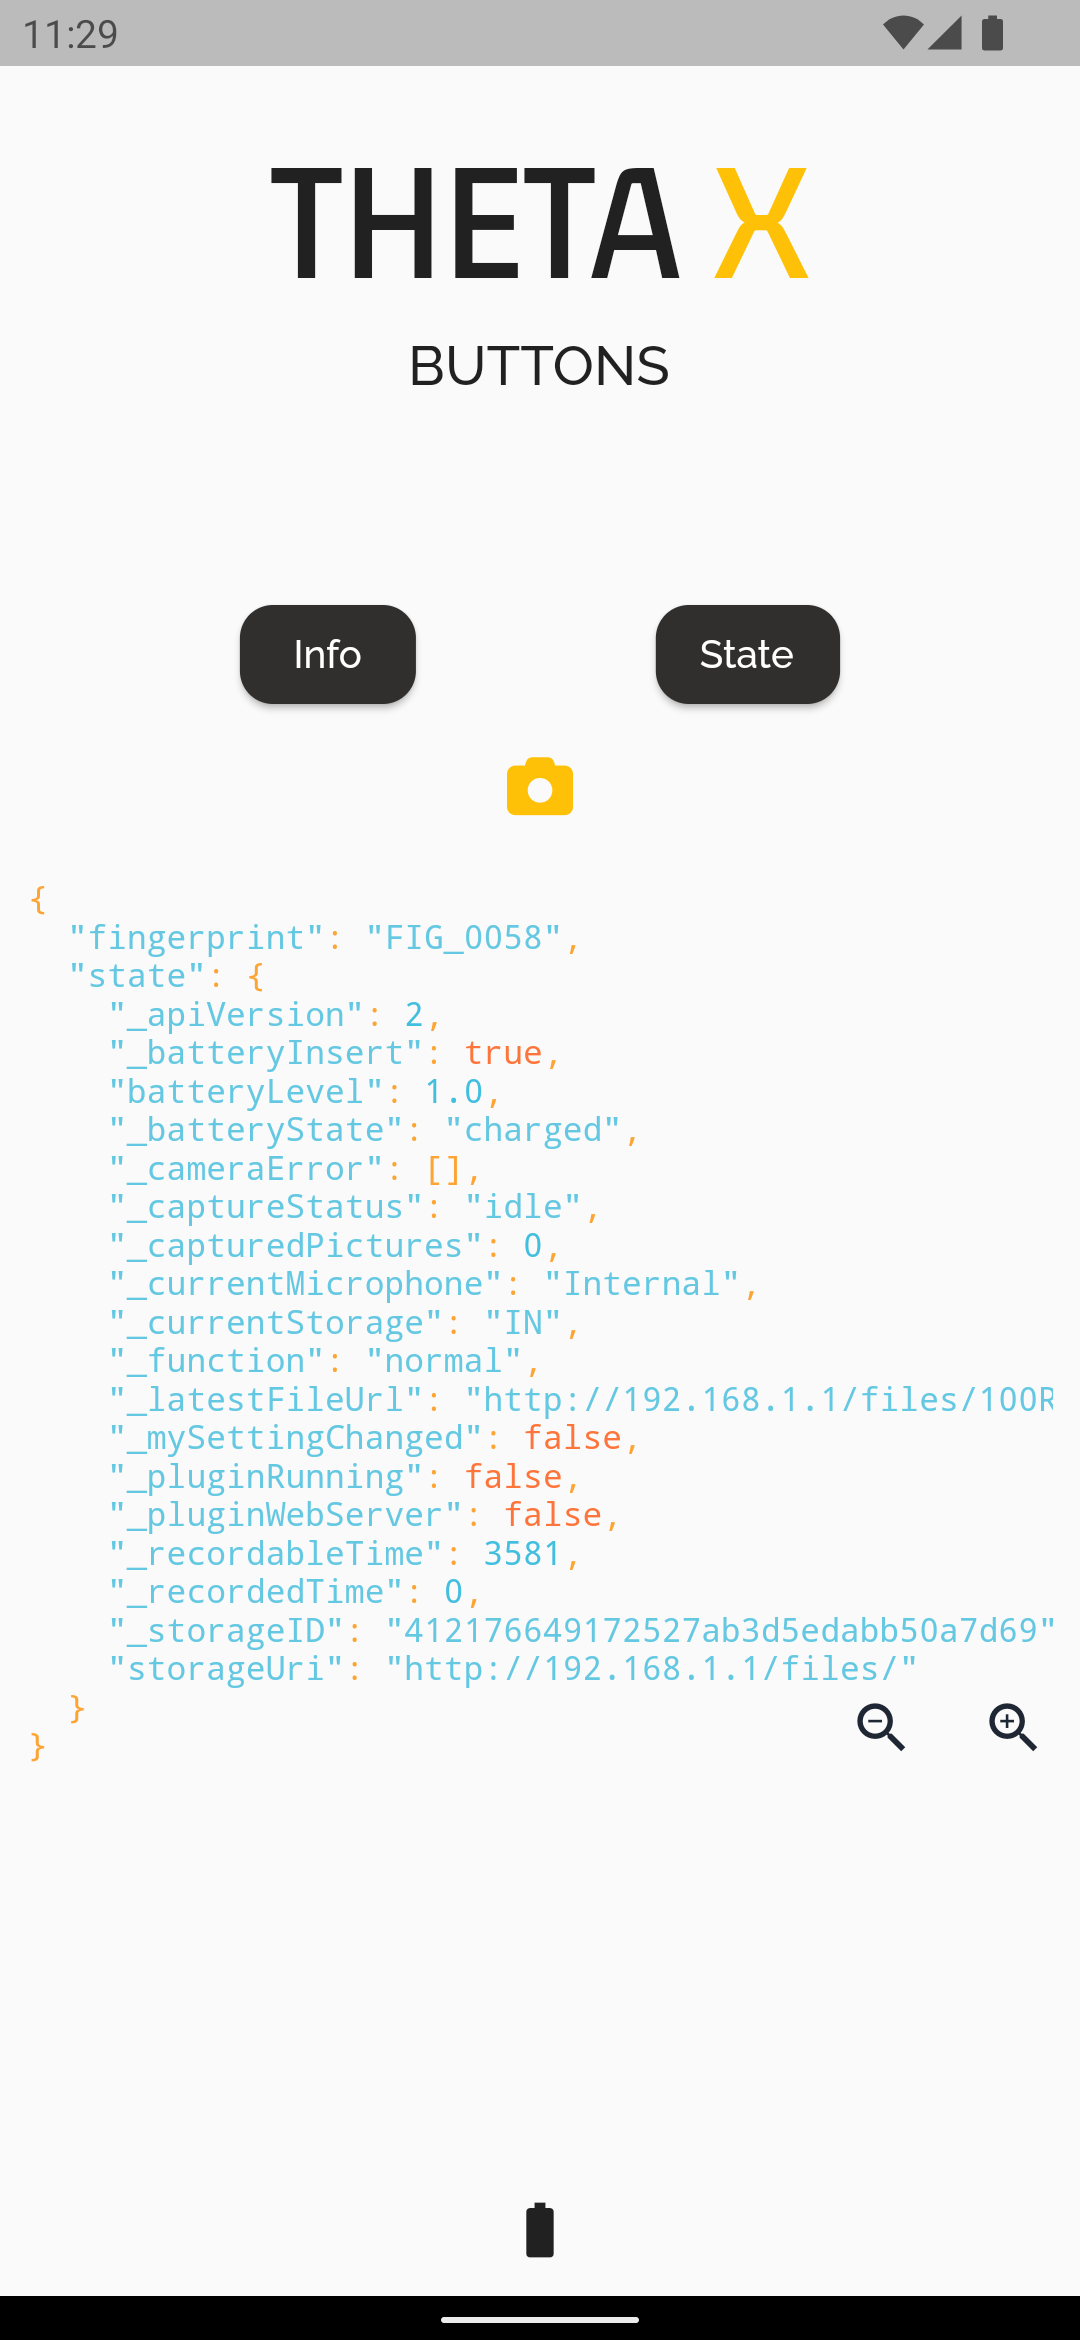 11:29
THETA X
BUTTONS
Info State
{
  "fingerprint": "FIG_0058",
  "state": {
    "_apiVersion": 2,
    "_batteryInsert": true,
    "batteryLevel": 1.0,
    "_batteryState": "charged",
    "_cameraError": [],
    "_captureStatus": "idle",
    "_capturedPictures": 0,
    "_currentMicrophone": "Internal",
    "_currentStorage": "IN",
    "_function": "normal",
    "_latestFileUrl": "http://192.168.1.1/files/100R
    "_mySettingChanged": false,
    "_pluginRunning": false,
    "_pluginWebServer": false,
    "_recordableTime": 3581,
    "_recordedTime": 0,
    "_storageID": "412176649172527ab3d5edabb50a7d69"
    "storageUri": "http://192.168.1.1/files/"
  }
}